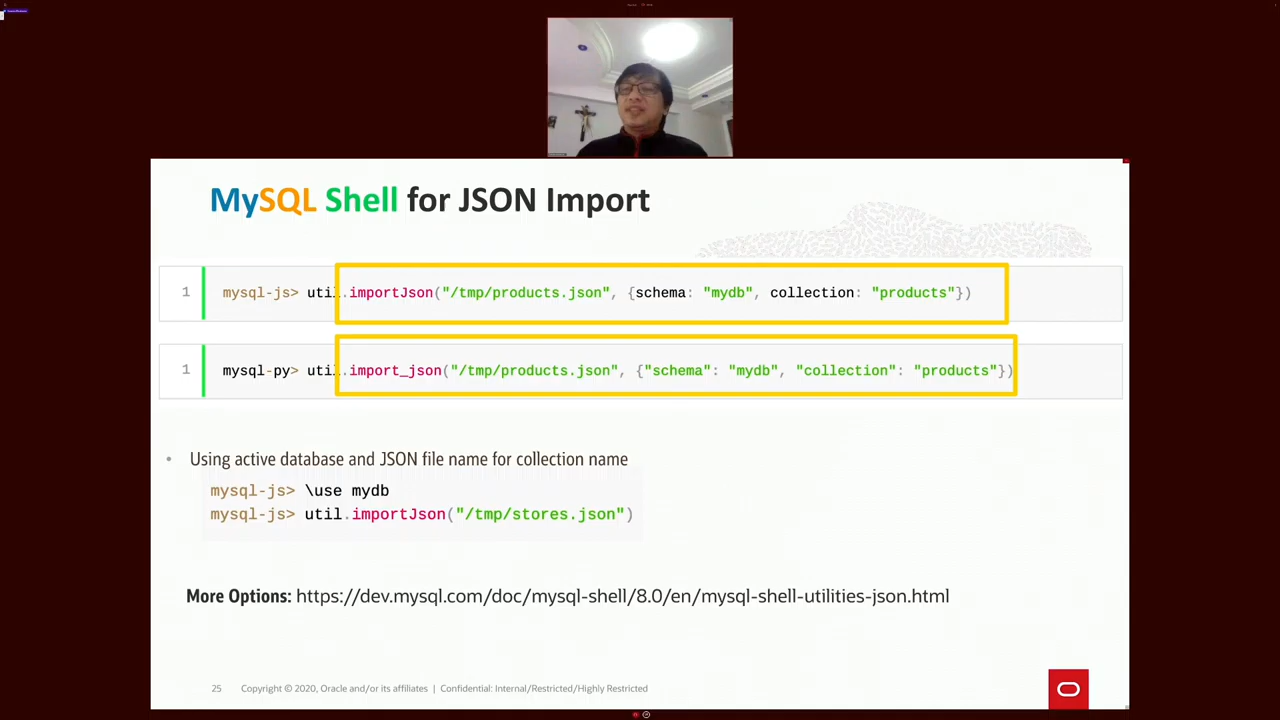 MySQL Shell for JSON Import
1 mysql-js> util.importJson("/tmp/products.json", {schema: "mydb", collection: "products"})
1 mysql-py> util.import_json("/tmp/products.json", {"schema": "mydb", "collection": "products"})
• Using active database and JSON file name for collection name
mysql-js> \use mydb
mysql-js> util.importJson("/tmp/stores.json")
More Options: https://dev.mysql.com/doc/mysql-shell/8.0/en/mysql-shell-utilities-json.html
25 Copyright © 2020, Oracle and/or its affiliates | Confidential: Internal/Restricted/Highly Restricted